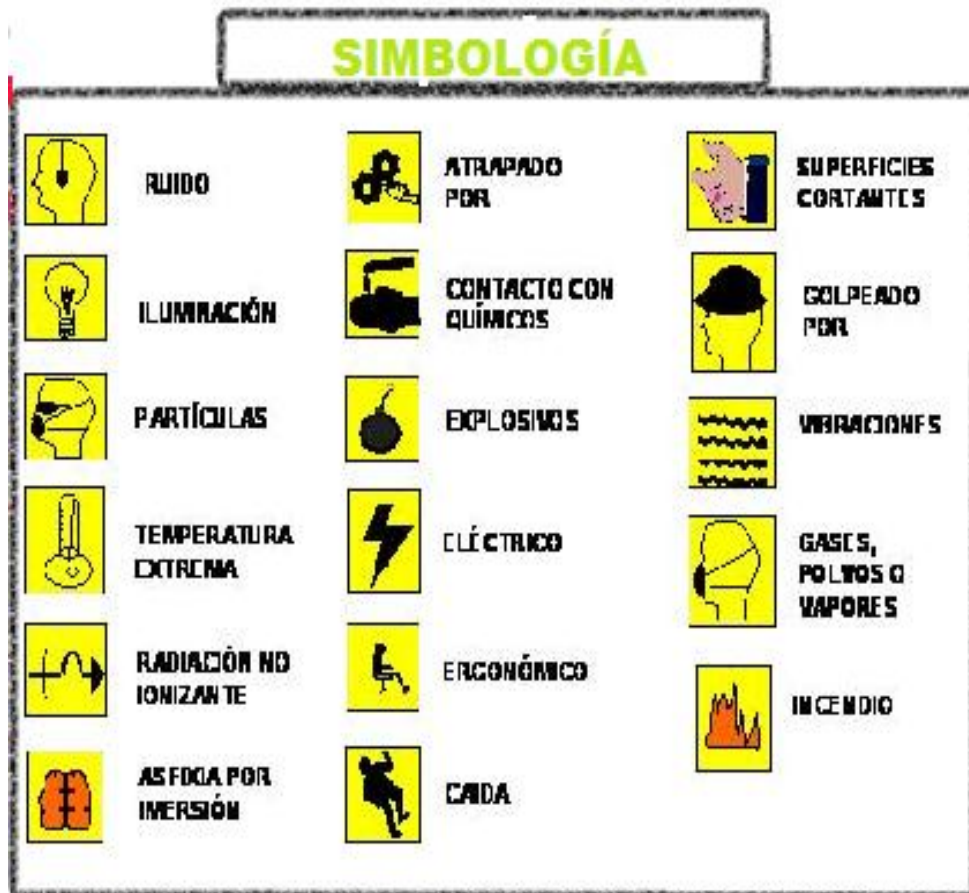 SIMBOLOGÍA
RUIDO
ILUMINACIÓN
PARTÍCULAS
TEMPERATURA
EXTREMA
RADIACIÓN NO
IONIZANTE
ASFIXIA POR
IMERSIÓN
ATRAPADO
POR
CONTACTO CON
QUÍMICOS
EXPLOSIVOS
ELÉCTRICO
ERGONÓMICO
CAIDA
SUPERFICIES
CORTANTES
GOLPEADO
POR
VIBRACIONES
GASES,
POLVOS O
VAPORES
INCENDIO